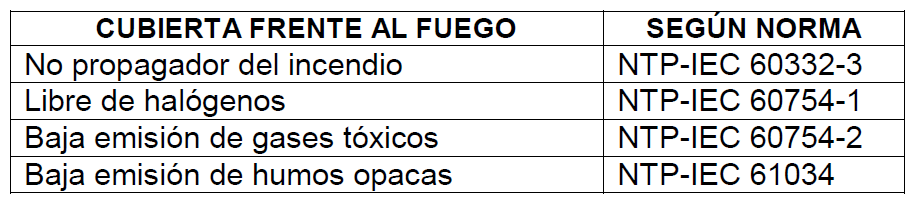 CUBIERTA FRENTE AL FUEGO SEGÚN NORMA
No propagador del incendio NTP-IEC 60332-3
Libre de halógenos NTP-IEC 60754-1
Baja emisión de gases tóxicos NTP-IEC 60754-2
Baja emisión de humos opacas NTP-IEC 61034